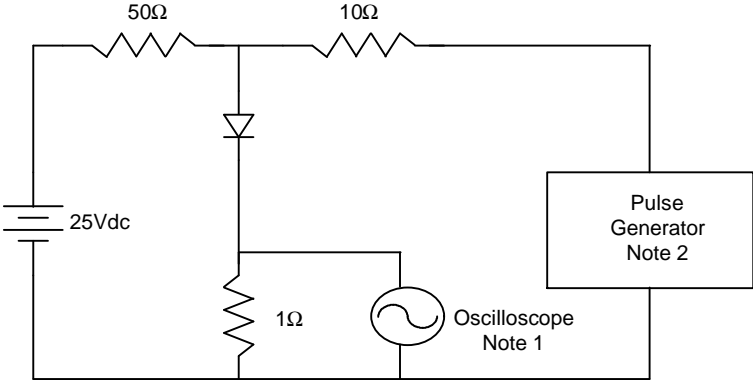 50Ω
10Ω
25Vdc
Pulse
Generator
Note 2
1Ω
Oscilloscope
Note 1